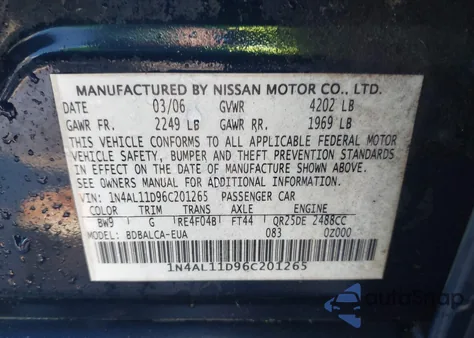 MANUFACTURED BY NISSAN MOTOR CO., LTD.
DATE 03/06 GVWR 4202 LB
GAWR FR. 2249 LB GAWR RR. 1969 LB
THIS VEHICLE CONFORMS TO ALL APPLICABLE FEDERAL MOTOR
VEHICLE SAFETY, BUMPER AND THEFT PREVENTION STANDARDS
IN EFFECT ON THE DATE OF MANUFACTURE SHOWN ABOVE.
SEE OWNERS MANUAL FOR ADDITIONAL INFORMATION.
VIN: 1N4AL11D96C201265 PASSENGER CAR
COLOR TRIM TRANS AXLE ENGINE
BW9 G RE4F04B FT44 QR25DE 2488CC
MODEL: BDBALCA-EUA 083 0Z000
1N4AL11D96C201265
autoSnap